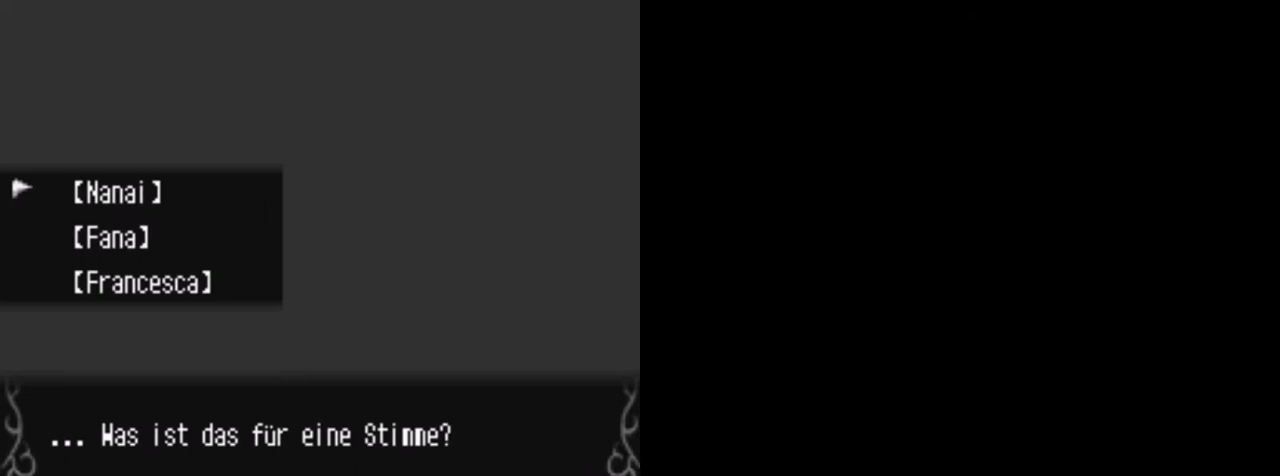 【Nanai】
【Fana】
【Francesca】
... Was ist das für eine Stimme?